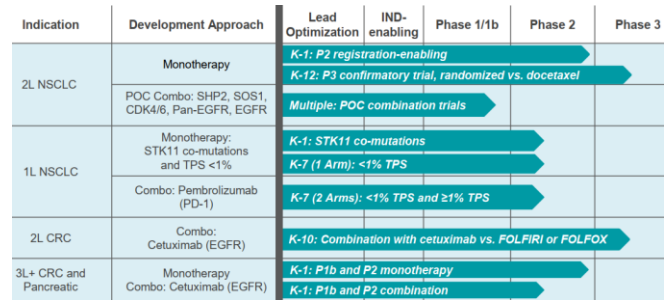 Indication
Development Approach
Lead
Optimization
IND-
enabling
Phase 1/1b
Phase 2
Phase 3
2L NSCLC
Monotherapy
K-1: P2 registration-enabling
K-12: P3 confirmatory trial, randomized vs. docetaxel
POC Combo: SHP2, SOS1,
CDK4/6, Pan-EGFR, EGFR
Multiple: POC combination trials
1L NSCLC
Monotherapy:
STK11 co-mutations
and TPS <1%
K-1: STK11 co-mutations
K-7 (1 Arm): <1% TPS
Combo: Pembrolizumab
(PD-1)
K-7 (2 Arms): <1% TPS and ≥1% TPS
2L CRC
Combo:
Cetuximab (EGFR)
K-10: Combination with cetuximab vs. FOLFIRI or FOLFOX
3L+ CRC and
Pancreatic
Monotherapy
Combo: Cetuximab (EGFR)
K-1: P1b and P2 monotherapy
K-1: P1b and P2 combination